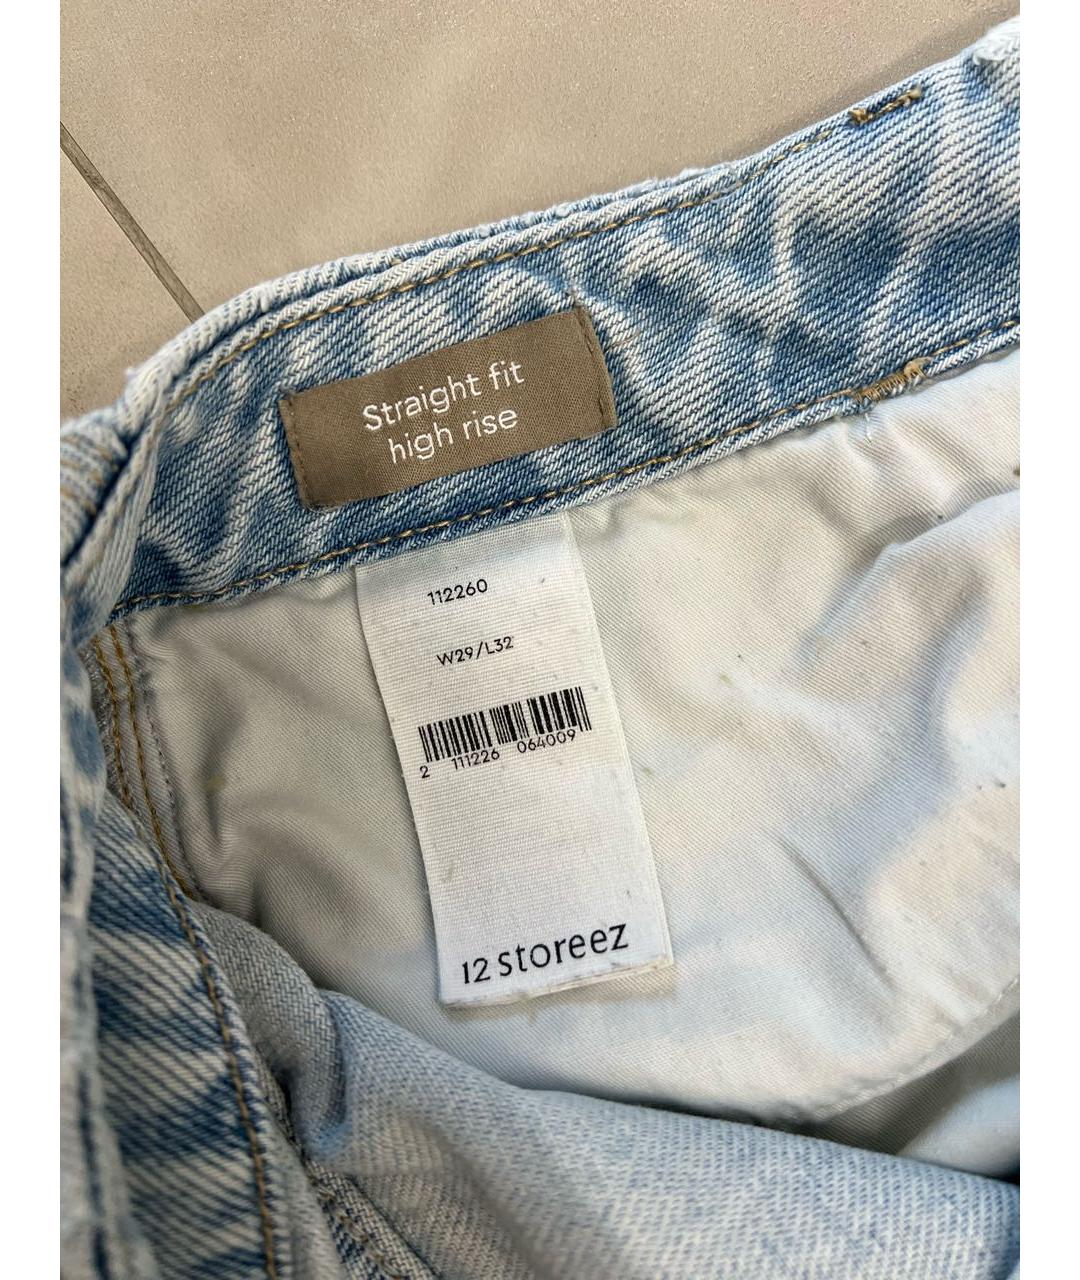 Straight fit
high rise
112260
W29/L32
2 111226 064009
12 storeez